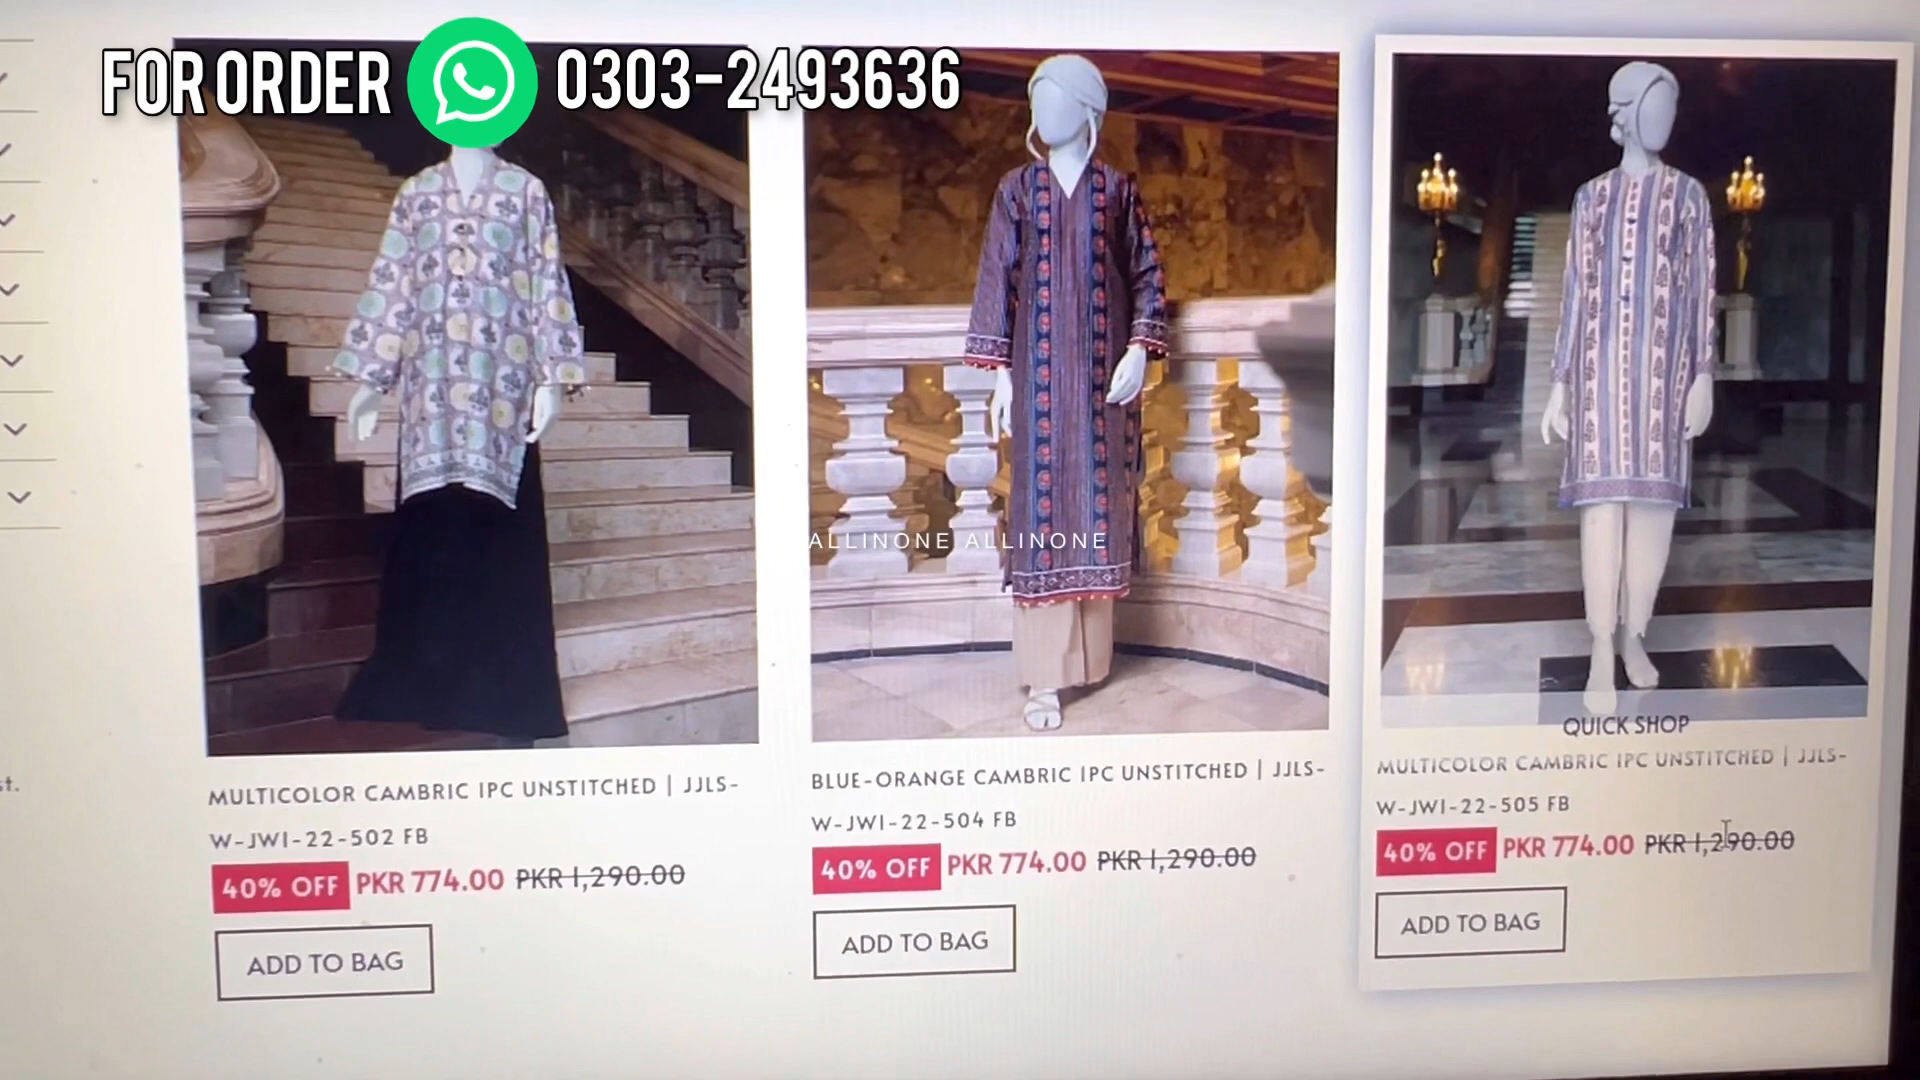 FOR ORDER 0303-2493636
ALLINONE ALLINONE
MULTICOLOR CAMBRIC 1PC UNSTITCHED | JJLS-
W-JWI-22-502 FB
40% OFF PKR 774.00 PKR 1,290.00
ADD TO BAG
BLUE-ORANGE CAMBRIC 1PC UNSTITCHED | JJLS-
W-JWI-22-504 FB
40% OFF PKR 774.00 PKR 1,290.00
ADD TO BAG
QUICK SHOP
MULTICOLOR CAMBRIC 1PC UNSTITCHED | JJLS-
W-JWI-22-505 FB
40% OFF PKR 774.00 PKR 1,290.00
ADD TO BAG